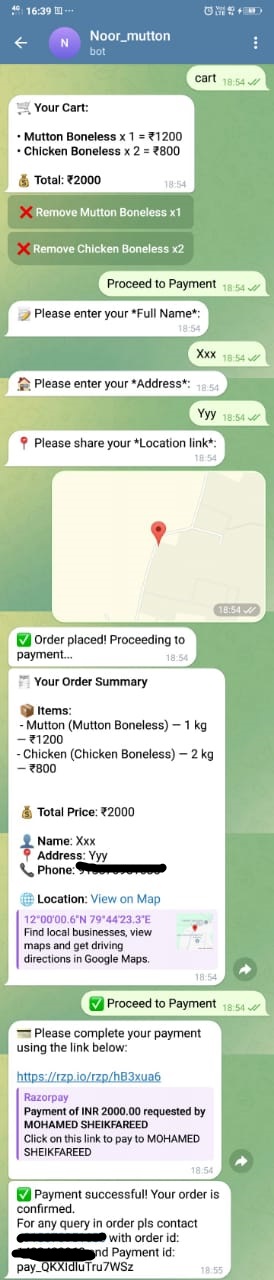 16:39
Noor_mutton
N
bot
cart 18:54
🛒 Your Cart:
• Mutton Boneless x 1 = ₹1200
• Chicken Boneless x 2 = ₹800
💰 Total: ₹2000
18:54
❌ Remove Mutton Boneless x1
❌ Remove Chicken Boneless x2
Proceed to Payment 18:54
📝 Please enter your *Full Name*:
18:54
Xxx 18:54
🏠 Please enter your *Address*: 18:54
Yyy 18:54
📍 Please share your *Location link*:
18:54
18:54
✅ Order placed! Proceeding to
payment... 18:54
🧾 Your Order Summary
📦 Items:
- Mutton (Mutton Boneless) — 1 kg
— ₹1200
- Chicken (Chicken Boneless) — 2 kg
— ₹800
💰 Total Price: ₹2000
👤 Name: Xxx
📍 Address: Yyy
📞 Phone:
🌐 Location: View on Map
12°00'00.6"N 79°44'23.3"E
Find local businesses, view
maps and get driving
directions in Google Maps.
18:54
✅ Proceed to Payment 18:54
💳 Please complete your payment
using the link below:
https://rzp.io/rzp/hB3xua6
Razorpay
Payment of INR 2000.00 requested by
MOHAMED SHEIKFAREED
Click on this link to pay to MOHAMED
SHEIKFAREED
18:54
✅ Payment successful! Your order is
confirmed.
For any query in order pls contact
with order id:
and Payment id:
pay_QKXIdluTru7WSz 18:55